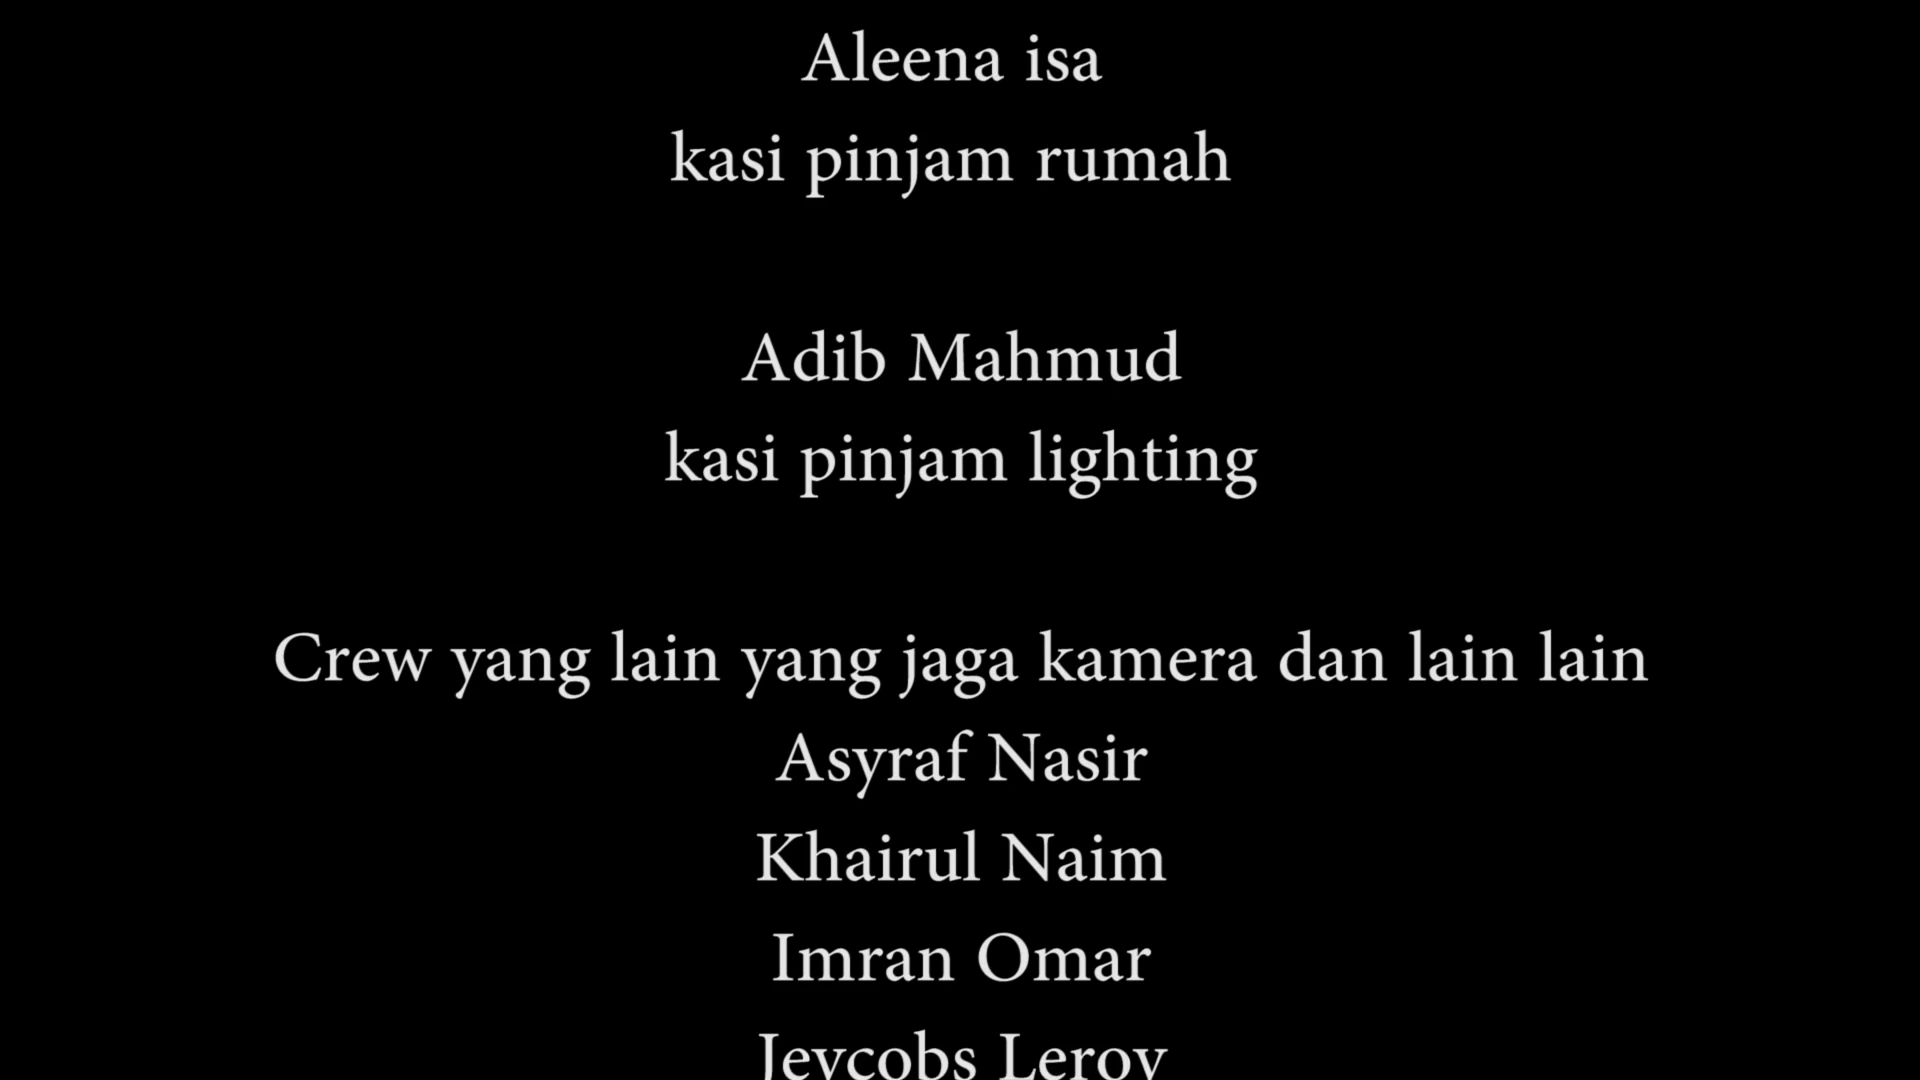 Aleena isa
kasi pinjam rumah
Adib Mahmud
kasi pinjam lighting
Crew yang lain yang jaga kamera dan lain lain
Asyraf Nasir
Khairul Naim
Imran Omar
Jeycobs Leroy